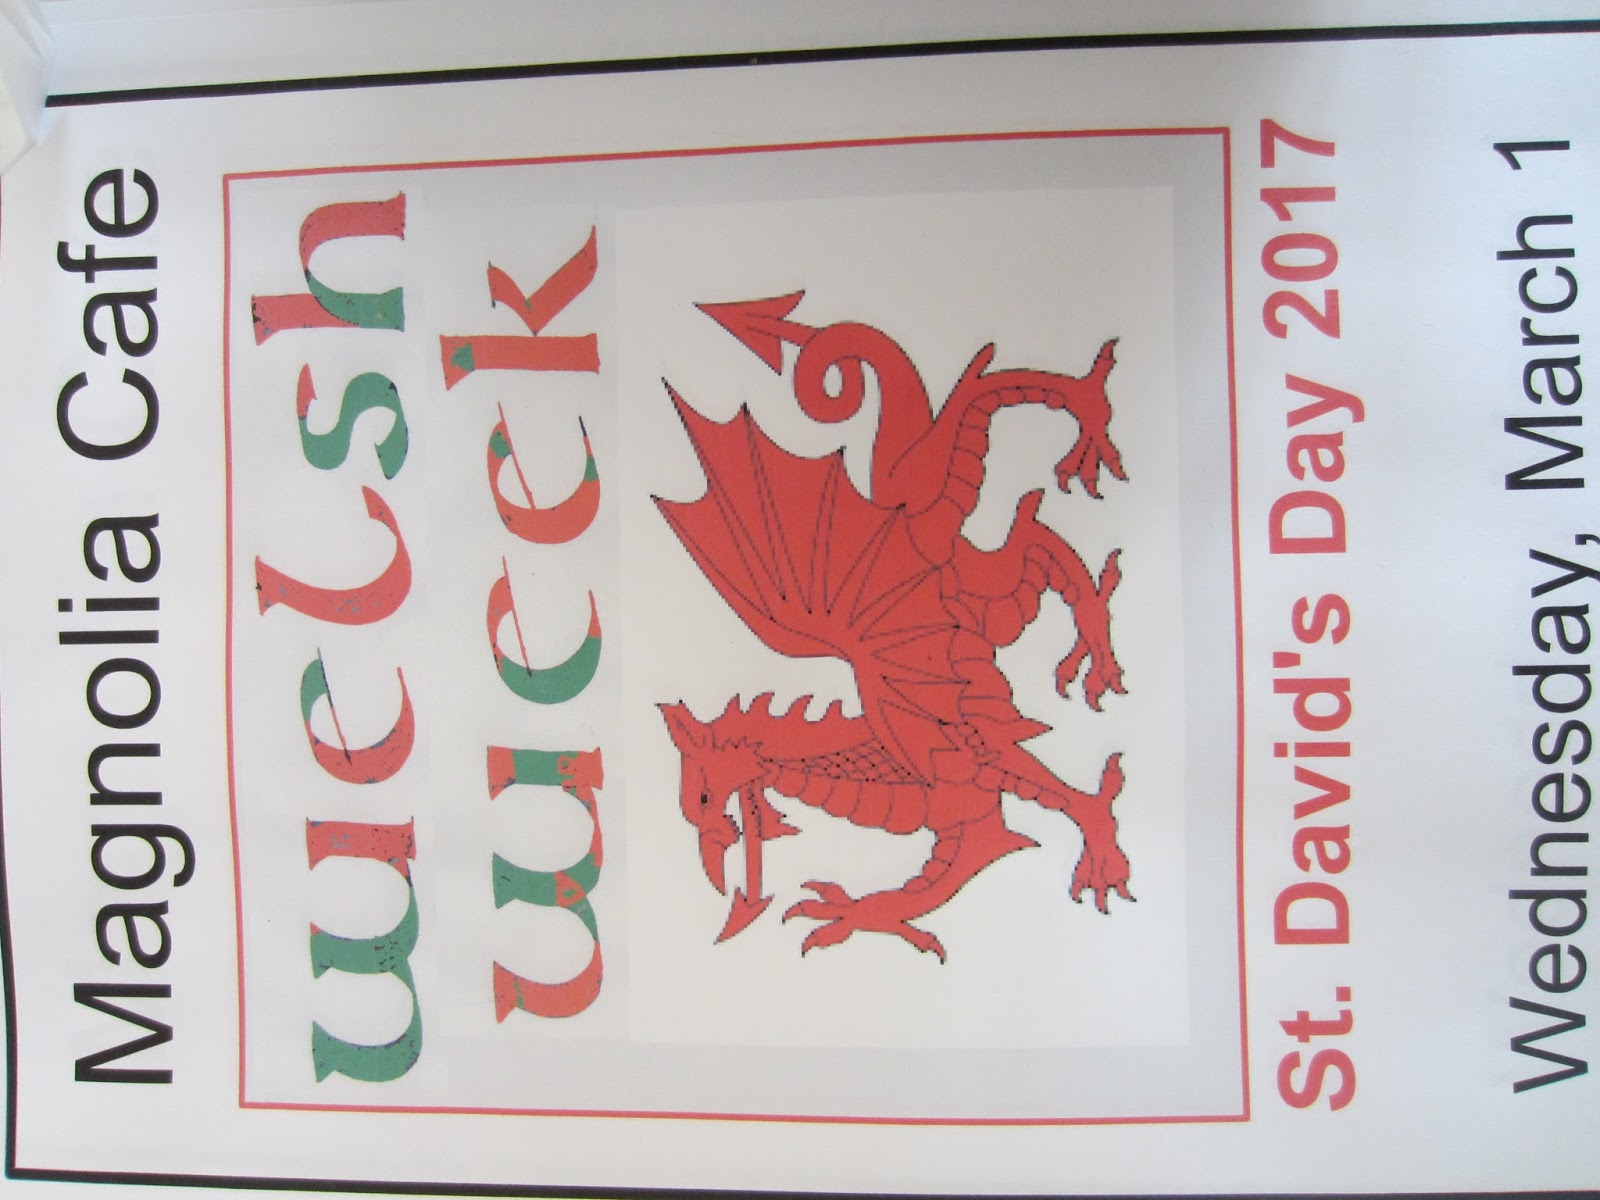 Magnolia Cafe
Welsh
Week
St. David's Day 2017
Wednesday, March 1